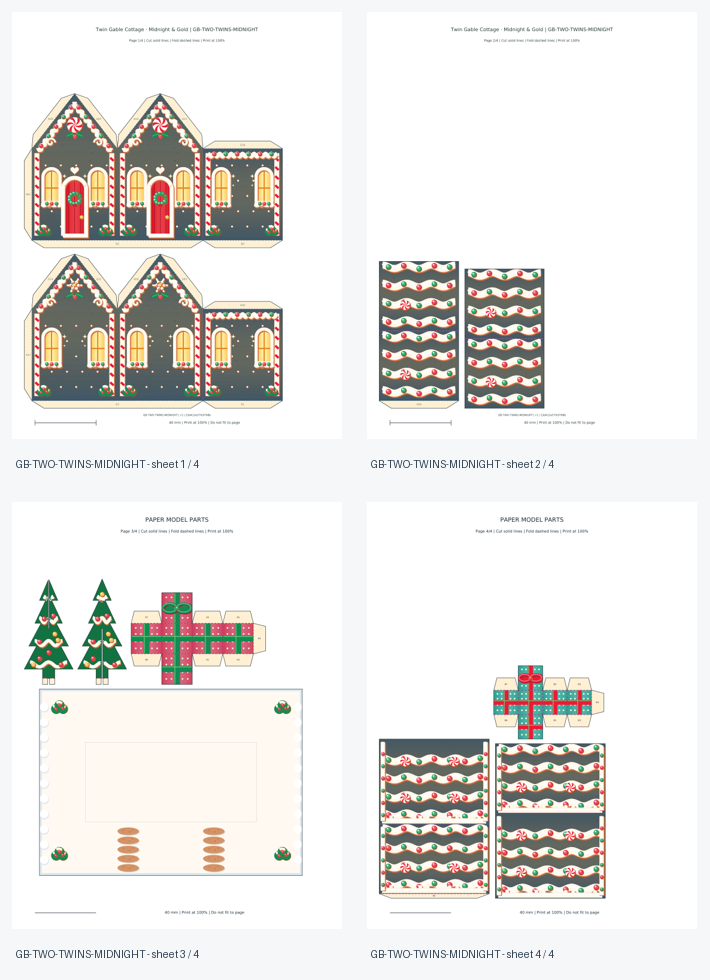 Twin Gable Cottage · Midnight & Gold | GB-TWO-TWINS-MIDNIGHT
Page 1/4 | Cut solid lines | Fold dashed lines | Print at 100%
40 mm | Print at 100% | Do not fit to page
GB-TWO-TWINS-MIDNIGHT - sheet 1 / 4
Twin Gable Cottage · Midnight & Gold | GB-TWO-TWINS-MIDNIGHT
Page 2/4 | Cut solid lines | Fold dashed lines | Print at 100%
40 mm | Print at 100% | Do not fit to page
GB-TWO-TWINS-MIDNIGHT - sheet 2 / 4
PAPER MODEL PARTS
Page 3/4 | Cut solid lines | Fold dashed lines | Print at 100%
40 mm | Print at 100% | Do not fit to page
GB-TWO-TWINS-MIDNIGHT - sheet 3 / 4
PAPER MODEL PARTS
Page 4/4 | Cut solid lines | Fold dashed lines | Print at 100%
40 mm | Print at 100% | Do not fit to page
GB-TWO-TWINS-MIDNIGHT - sheet 4 / 4